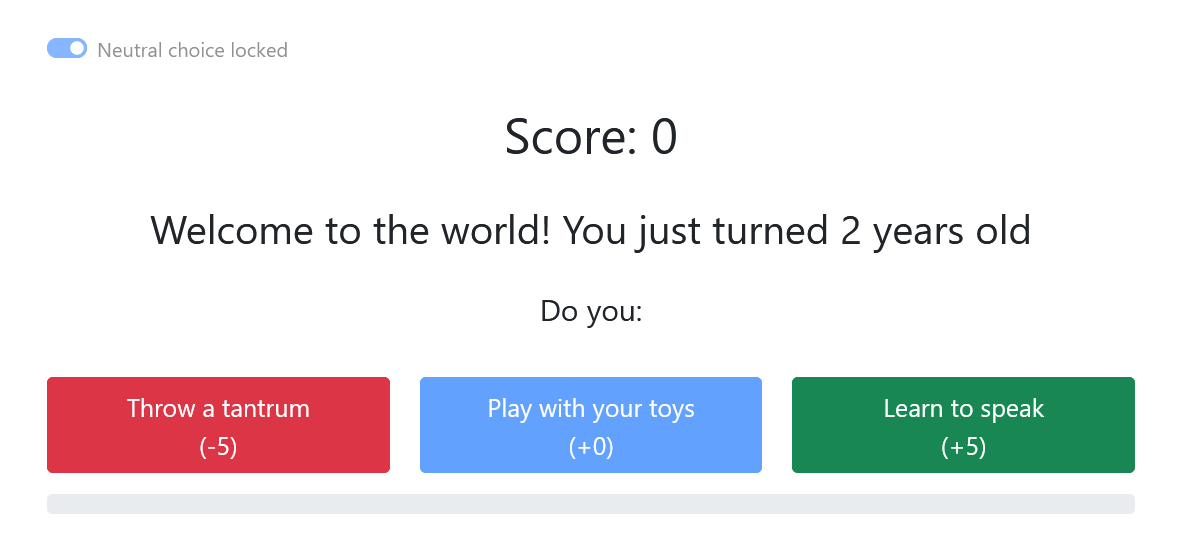 Neutral choice locked
Score: 0
Welcome to the world! You just turned 2 years old
Do you:
Throw a tantrum
(-5)
Play with your toys
(+0)
Learn to speak
(+5)